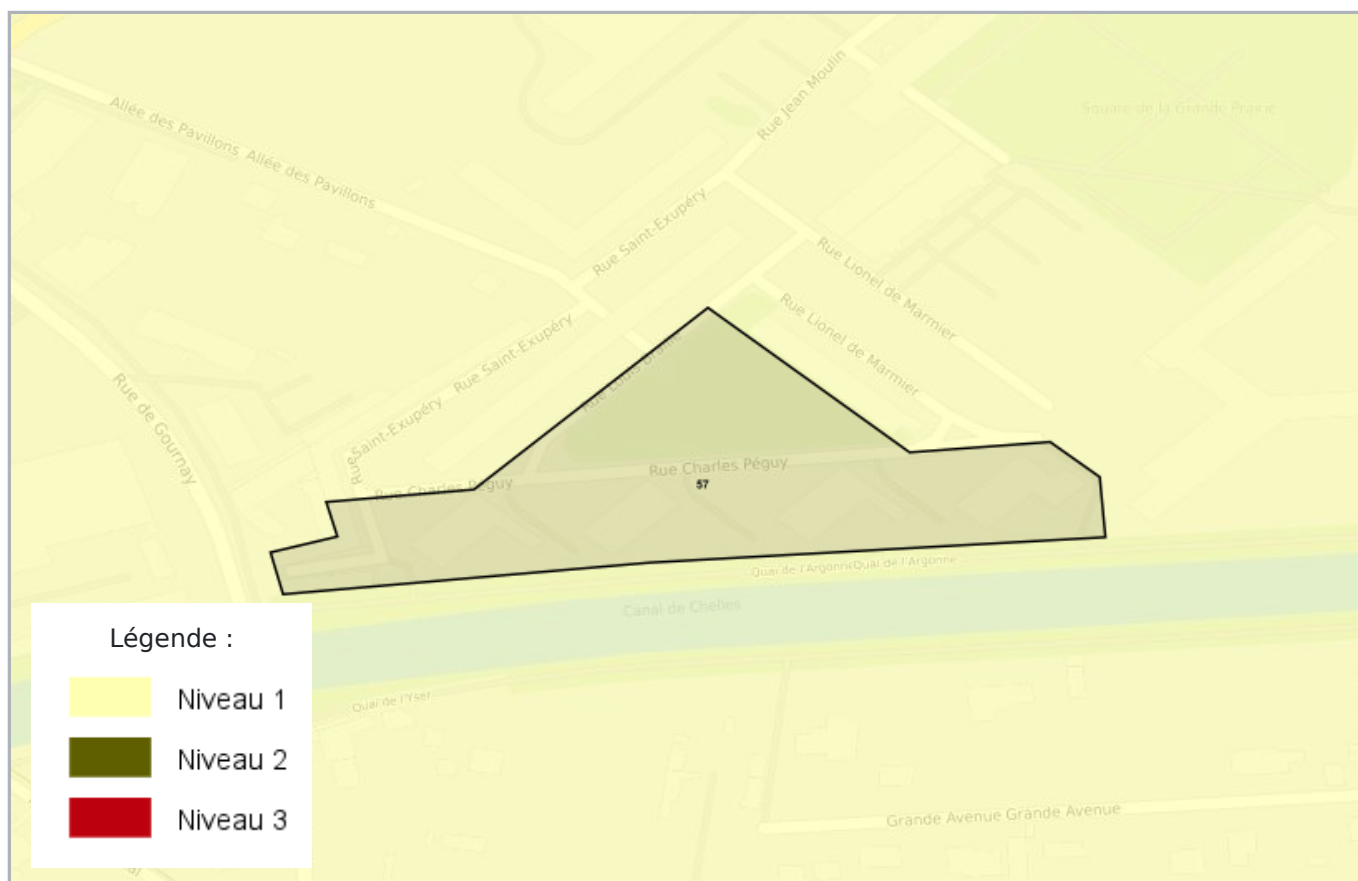 Allée des Pavillons Allée des Pavillons
Rue Jean Moulin
Square de la Grande Prairie
Rue Saint-Exupéry
Rue Lionel de Marmier
Rue Lionel de Marmier
Rue Saint-Exupéry
Rue Louis
Rue de Gournay
Rue Saint-Exupéry
Rue Charles Péguy
Rue Charles Péguy
57
Quai de l'Argonne Quai de l'Argonne
Canal de Chelles
Quai de l'Yser
Grande Avenue Grande Avenue
Légende :
Niveau 1
Niveau 2
Niveau 3